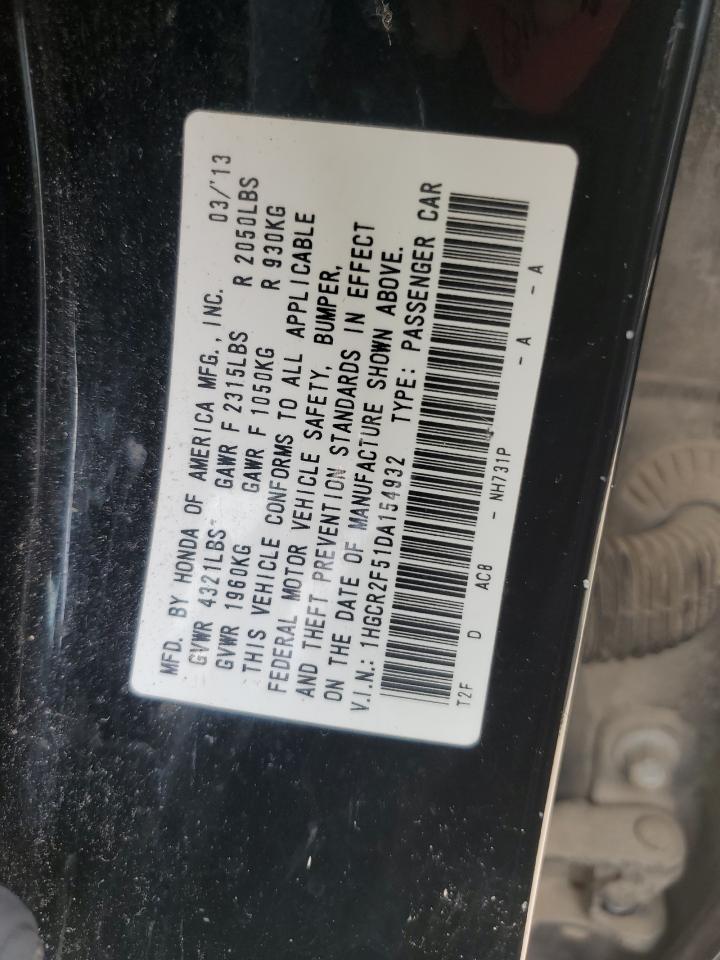 MFD. BY HONDA OF AMERICA MFG., INC. 03/'13
GVWR 4321LBS GAWR F 2315LBS R 2050LBS
GVWR 1960KG GAWR F 1050KG R 930KG
THIS VEHICLE CONFORMS TO ALL APPLICABLE
FEDERAL MOTOR VEHICLE SAFETY, BUMPER,
AND THEFT PREVENTION STANDARDS IN EFFECT
ON THE DATE OF MANUFACTURE SHOWN ABOVE.
V.I.N.: 1HGCR2F51DA154932 TYPE: PASSENGER CAR
T2F D AC8 - NH731P - A - A